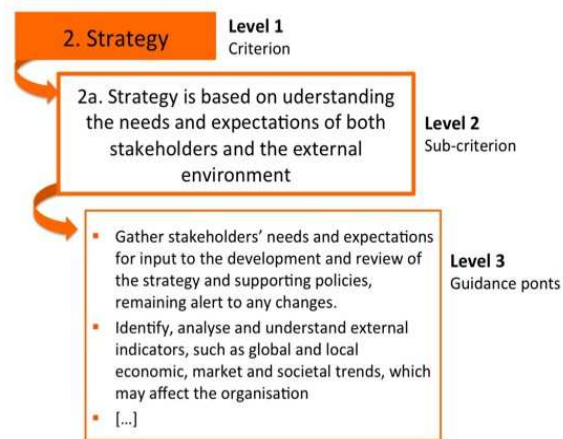 2. Strategy
Level 1
Criterion
2a. Strategy is based on uderstanding
the needs and expectations of both
stakeholders and the external
environment
Level 2
Sub-criterion
▪ Gather stakeholders' needs and expectations
for input to the development and review of
the strategy and supporting policies,
remaining alert to any changes.
▪ Identify, analyse and understand external
indicators, such as global and local
economic, market and societal trends, which
may affect the organisation
▪ [...]
Level 3
Guidance ponts